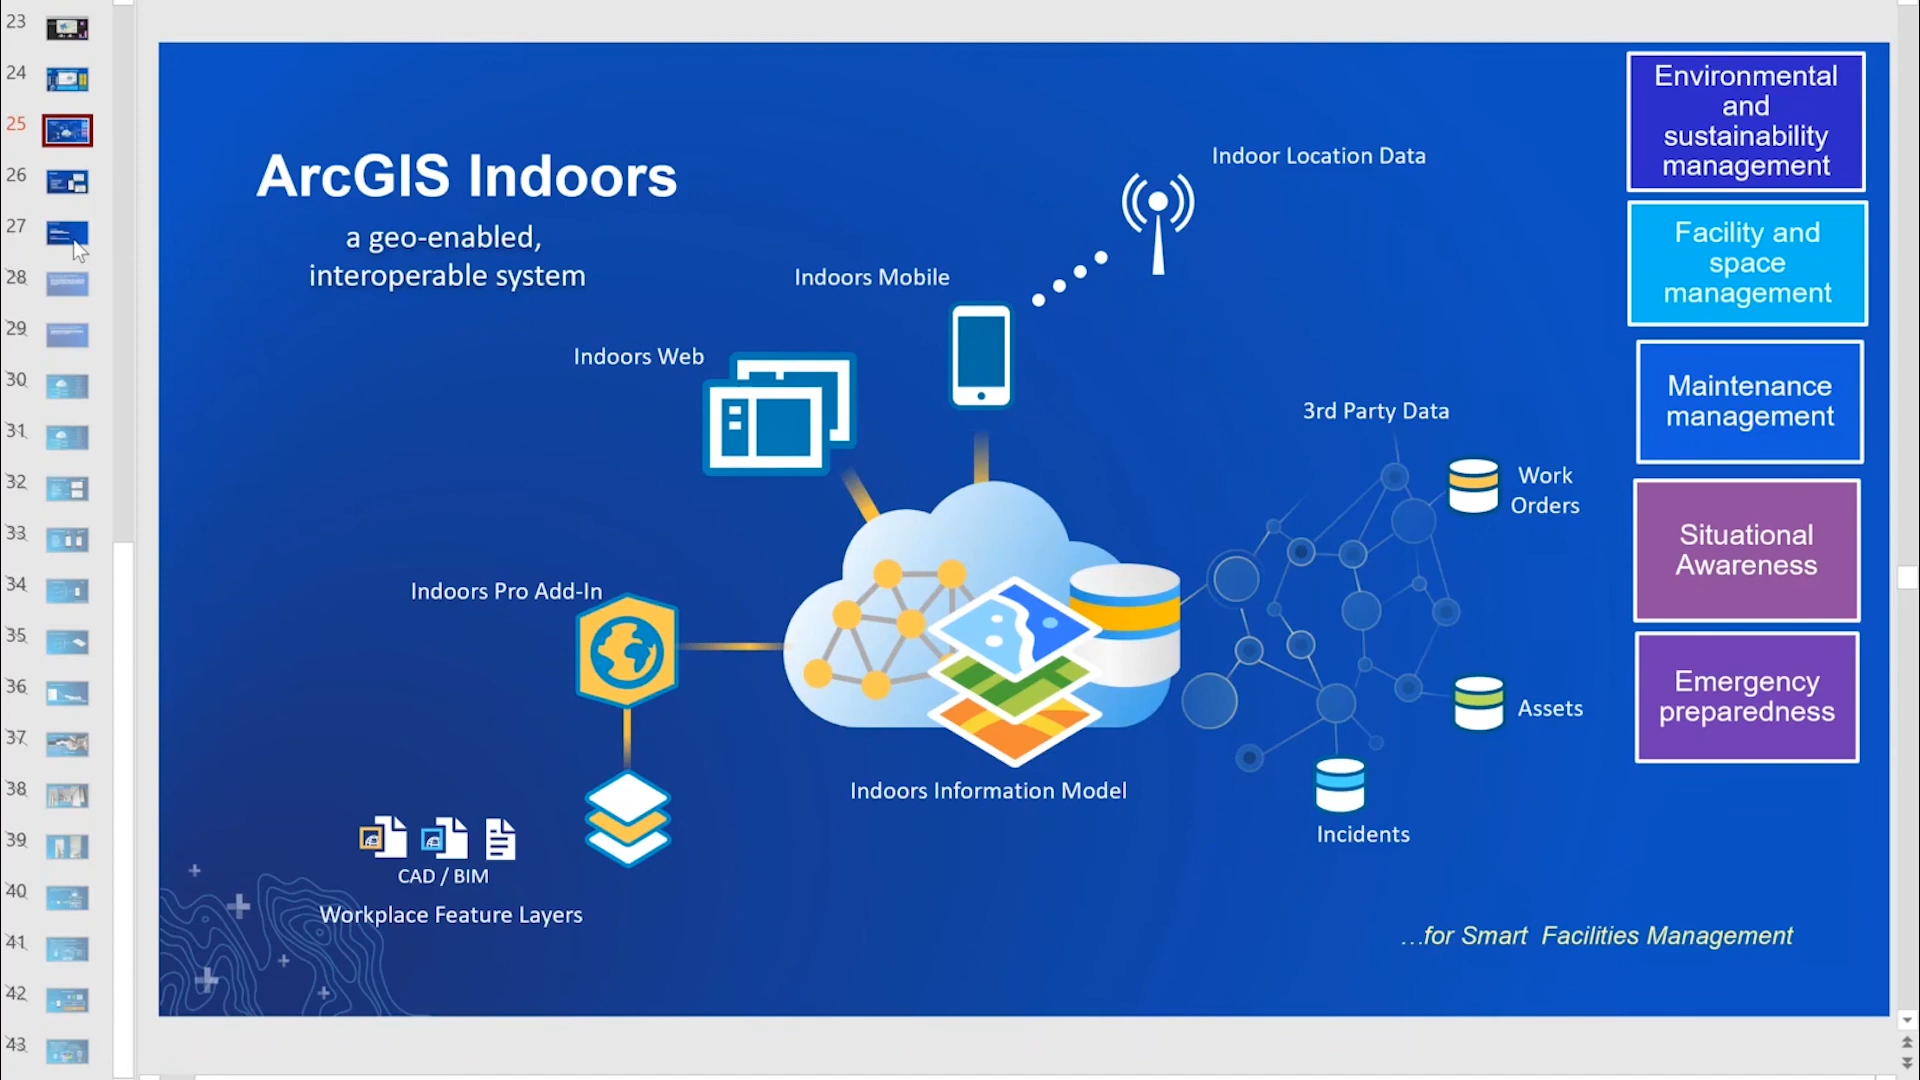 23
24
25
26
27
28
29
30
31
32
33
34
35
36
37
38
39
40
41
42
43
ArcGIS Indoors
a geo-enabled,
interoperable system
Indoor Location Data
Indoors Mobile
Indoors Web
3rd Party Data
Work
Orders
Indoors Pro Add-In
Assets
Indoors Information Model
Incidents
CAD / BIM
Workplace Feature Layers
...for Smart  Facilities Management
Environmental
and
sustainability
management
Facility and
space
management
Maintenance
management
Situational
Awareness
Emergency
preparedness